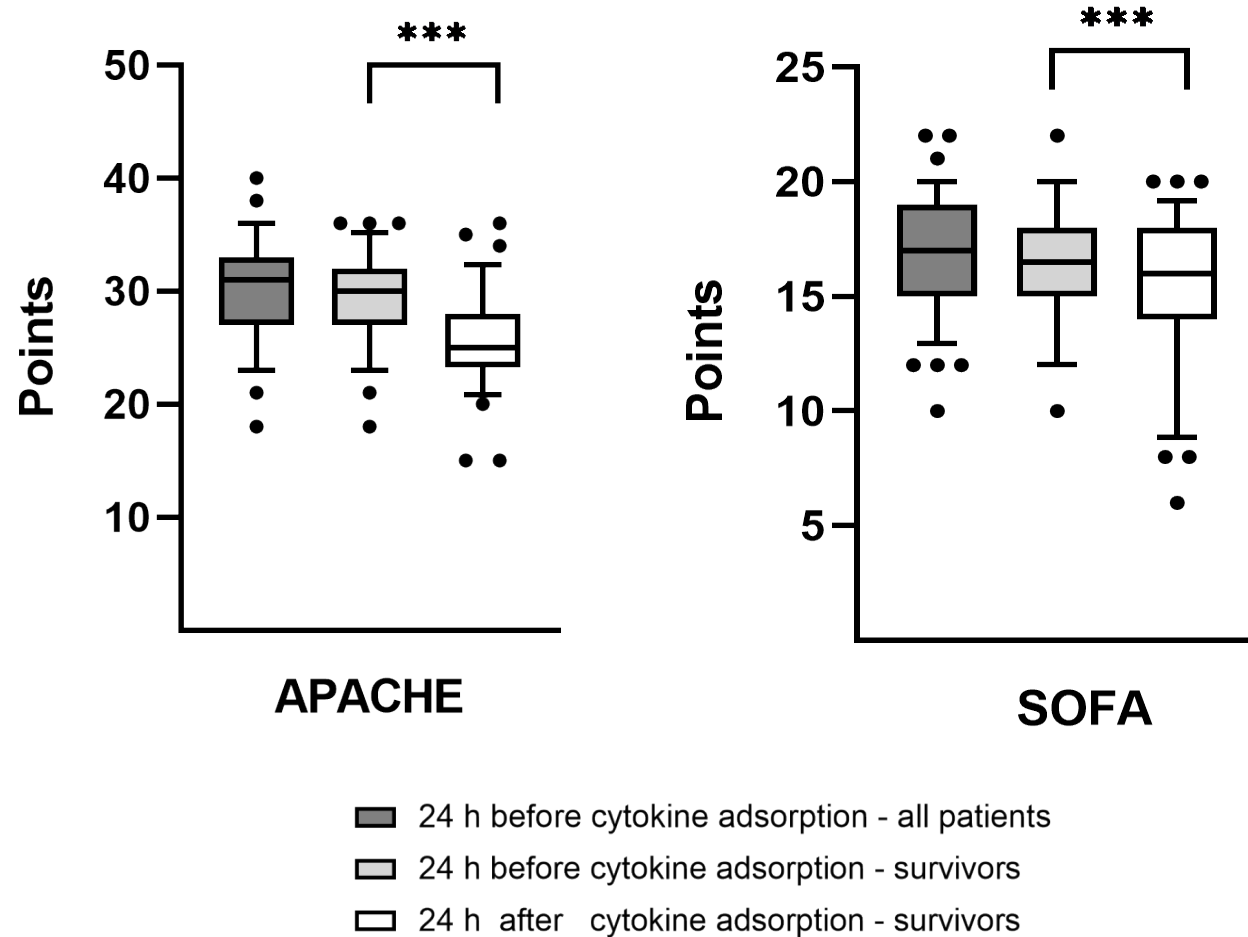 ***
***
50
40
30
20
10
Points
APACHE
25
20
15
10
5
Points
SOFA
24 h before cytokine adsorption - all patients
24 h before cytokine adsorption - survivors
24 h after cytokine adsorption - survivors